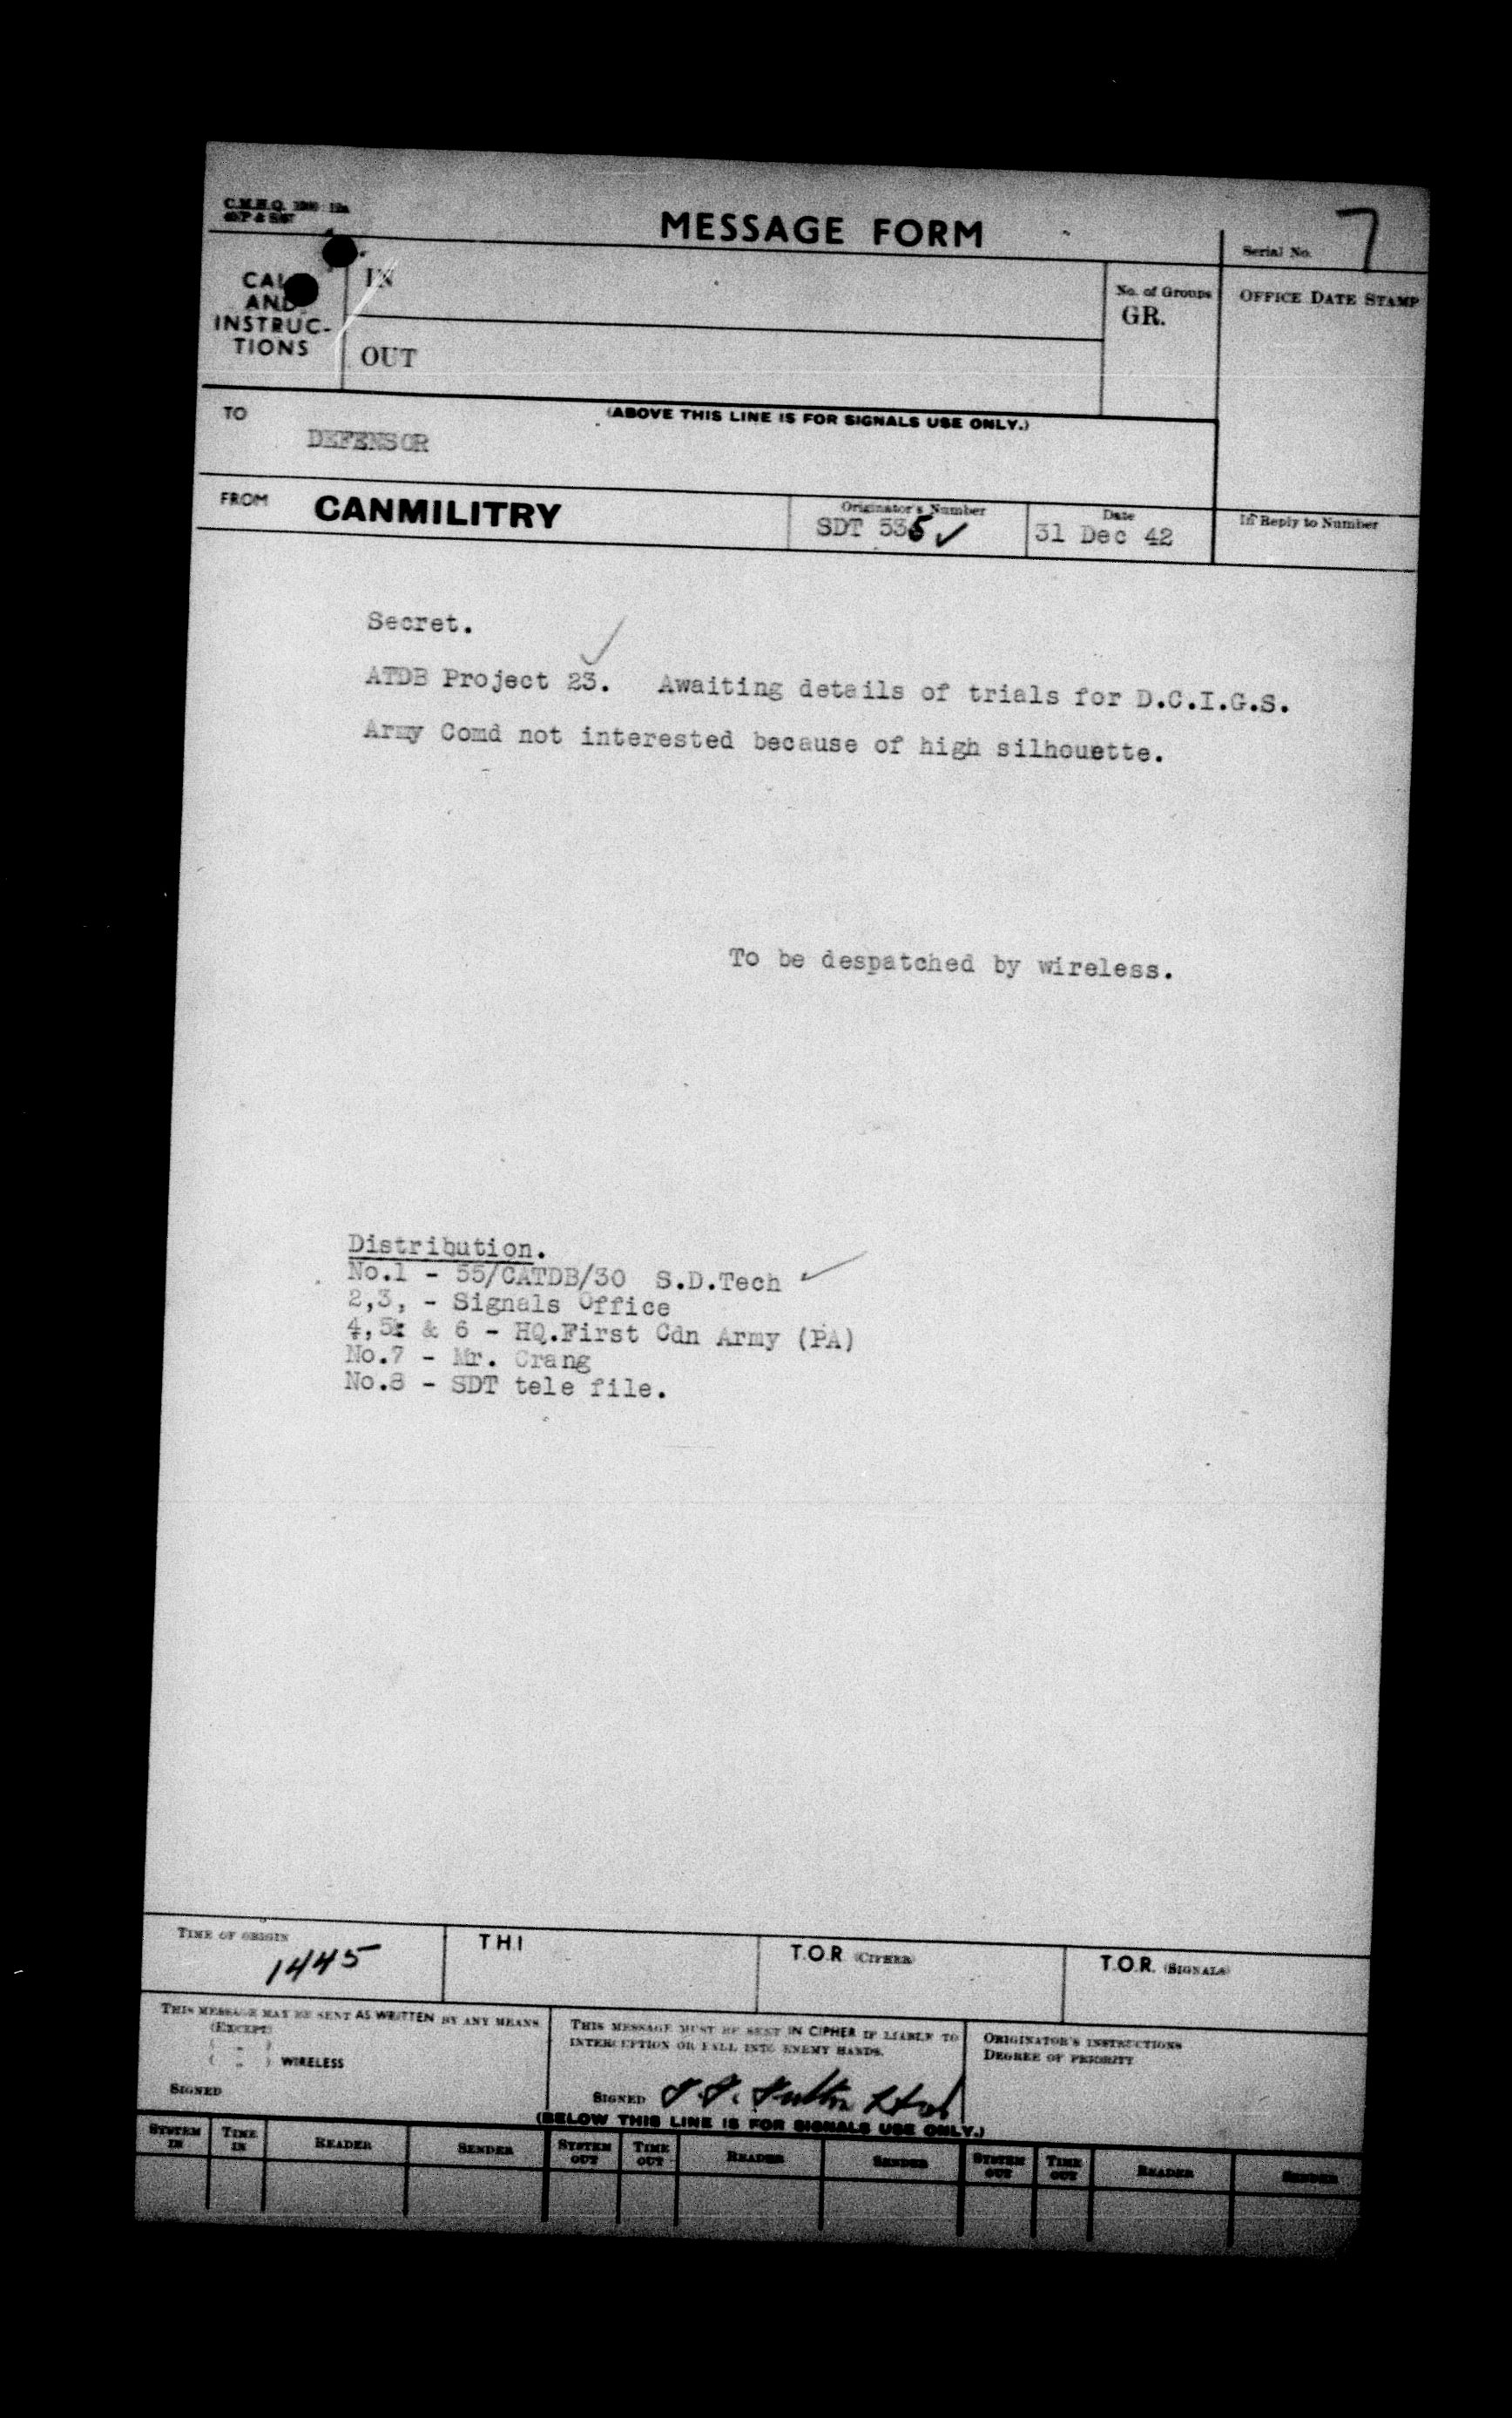 C.M.H.Q.
MESSAGE FORM
Serial No.
7
CALL
AND
INSTRUC-
TIONS
IN
OUT
No. of Groups
GR.
OFFICE DATE STAMP
(ABOVE THIS LINE IS FOR SIGNALS USE ONLY.)
TO
DEFENSOR
FROM CANMILITRY
Originator's Number
SDT 535
Date
31 Dec 42
In Reply to Number
Secret.
ATDB Project 23. Awaiting details of trials for D.C.I.G.S.
Army Comd not interested because of high silhouette.
To be despatched by wireless.
Distribution.
No.1 - 55/CATDB/30 S.D.Tech
2,3, - Signals Office
4,5 & 6 - HQ.First Cdn Army (PA)
No.7 - Mr. Crang
No.8 - SDT tele file.
TIME OF ORIGIN
1445
T H I
T.O.R. (CIPHER)
T.O.R. (SIGNALS)
THIS MESSAGE MAY BE SENT AS WRITTEN BY ANY MEANS
(EXCEPT)
WIRELESS
SIGNED
THIS MESSAGE MUST BE SENT IN CIPHER IF LIABLE TO
INTERCEPTION OR FALL INTO ENEMY HANDS.
SIGNED
ORIGINATOR'S INSTRUCTIONS
DEGREE OF PRIORITY
(BELOW THIS LINE IS FOR SIGNALS USE ONLY.)
SYSTEM IN TIME IN READER SENDER SYSTEM OUT TIME OUT READER SENDER SYSTEM OUT TIME OUT READER SENDER